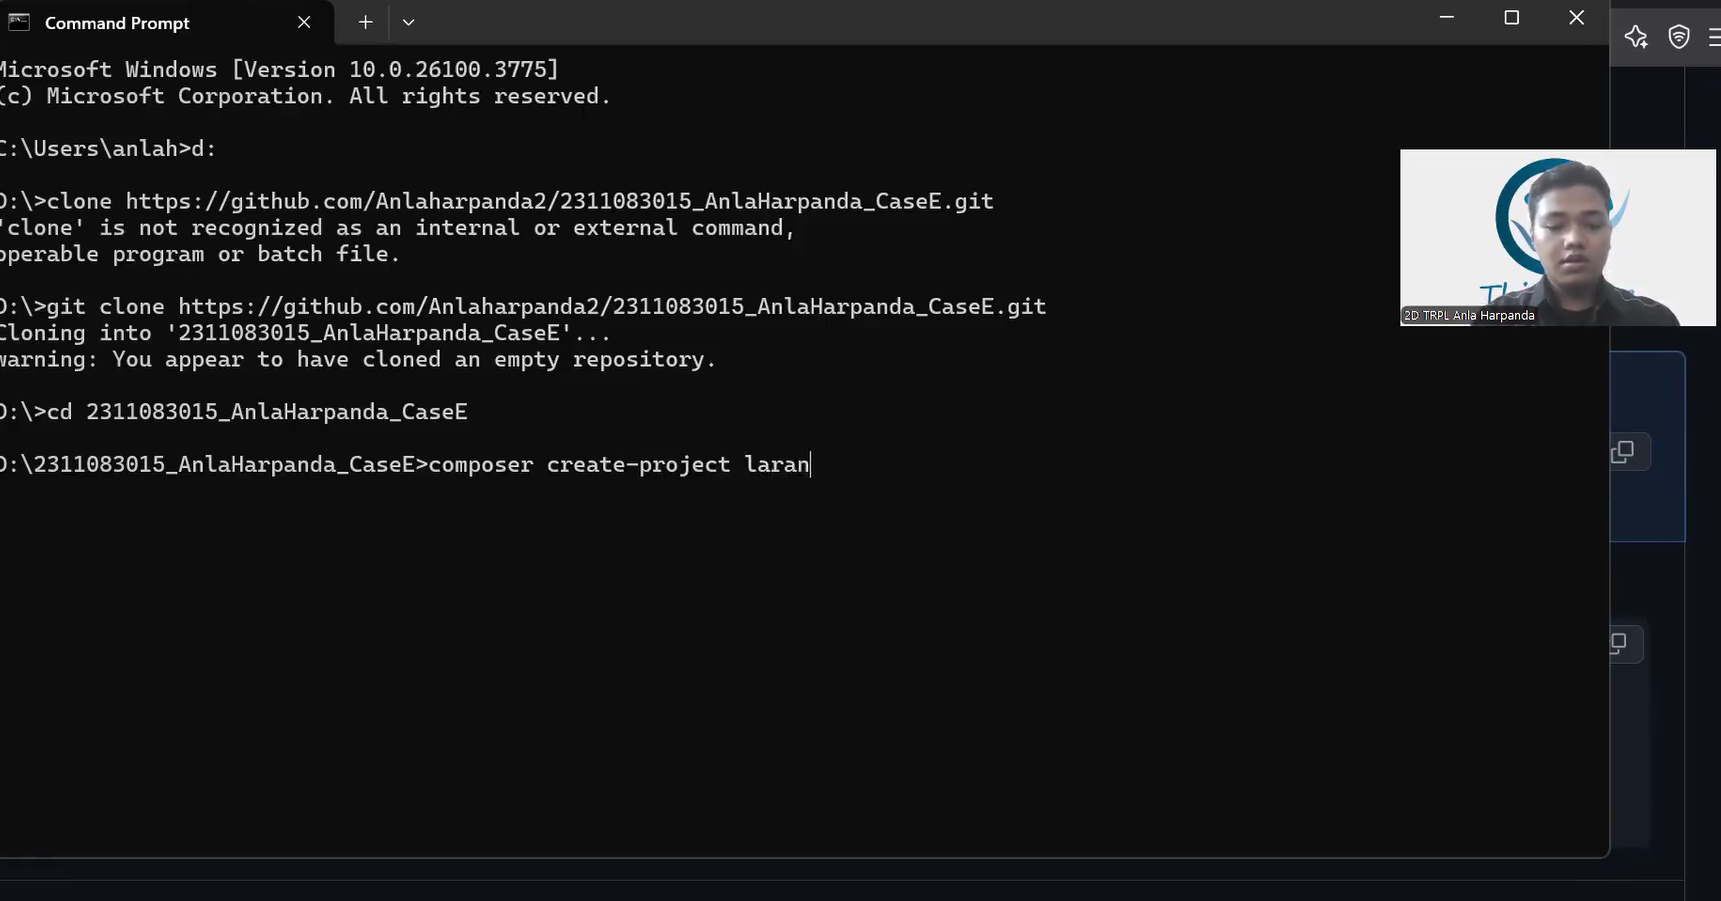 Command Prompt
Microsoft Windows [Version 10.0.26100.3775]
(c) Microsoft Corporation. All rights reserved.
C:\Users\anlah>d:
D:\>clone https://github.com/Anlaharpanda2/2311083015_AnlaHarpanda_CaseE.git
'clone' is not recognized as an internal or external command,
operable program or batch file.
D:\>git clone https://github.com/Anlaharpanda2/2311083015_AnlaHarpanda_CaseE.git
Cloning into '2311083015_AnlaHarpanda_CaseE'...
warning: You appear to have cloned an empty repository.
D:\>cd 2311083015_AnlaHarpanda_CaseE
D:\2311083015_AnlaHarpanda_CaseE>composer create-project laran
2D TRPL Anla Harpanda